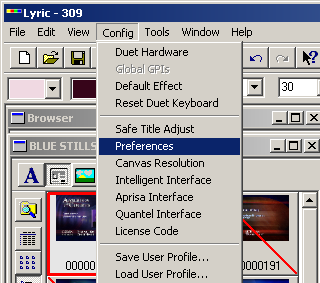 Lyric - 309
File Edit View Config Tools Window Help
Duet Hardware
Global GPIs
Default Effect
Reset Duet Keyboard
30
Browser
Safe Title Adjust
BLUE STILLS
Preferences
Canvas Resolution
A
Intelligent Interface
Aprisa Interface
Quantel Interface
License Code
00000
0000191
Save User Profile...
Load User Profile...